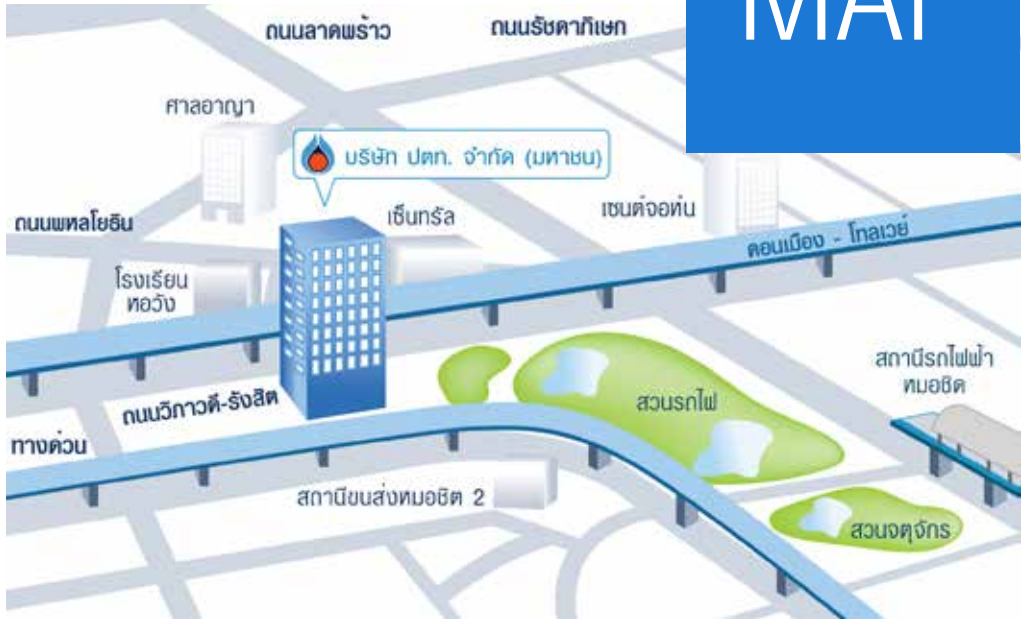 MAP
ถนนลาดพร้าว
ถนนรัชดาภิเษก
ศาลอาญา
บริษัท ปตท. จำกัด (มหาชน)
ถนนพหลโยธิน
เซ็นทรัล
เซนต์จอห์น
ดอนเมือง - โทลเวย์
โรงเรียน
หอวัง
สถานีรถไฟฟ้า
หมอชิต
ถนนวิภาวดี-รังสิต
สวนรถไฟ
ทางด่วน
สถานีขนส่งหมอชิต 2
สวนจตุจักร